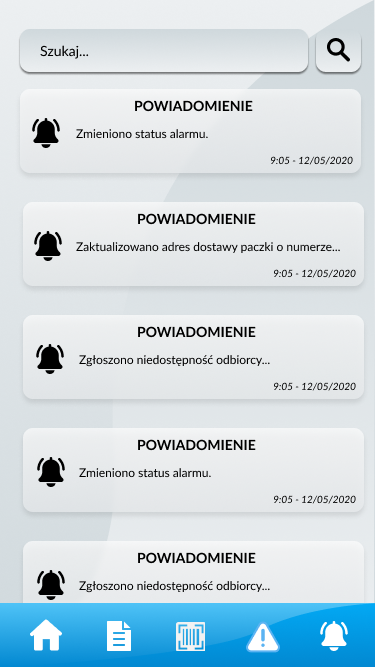 Szukaj...
POWIADOMIENIE
Zmieniono status alarmu.
9:05 - 12/05/2020
POWIADOMIENIE
Zaktualizowano adres dostawy paczki o numerze...
9:05 - 12/05/2020
POWIADOMIENIE
Zgłoszono niedostępność odbiorcy...
9:05 - 12/05/2020
POWIADOMIENIE
Zmieniono status alarmu.
9:05 - 12/05/2020
POWIADOMIENIE
Zgłoszono niedostępność odbiorcy...